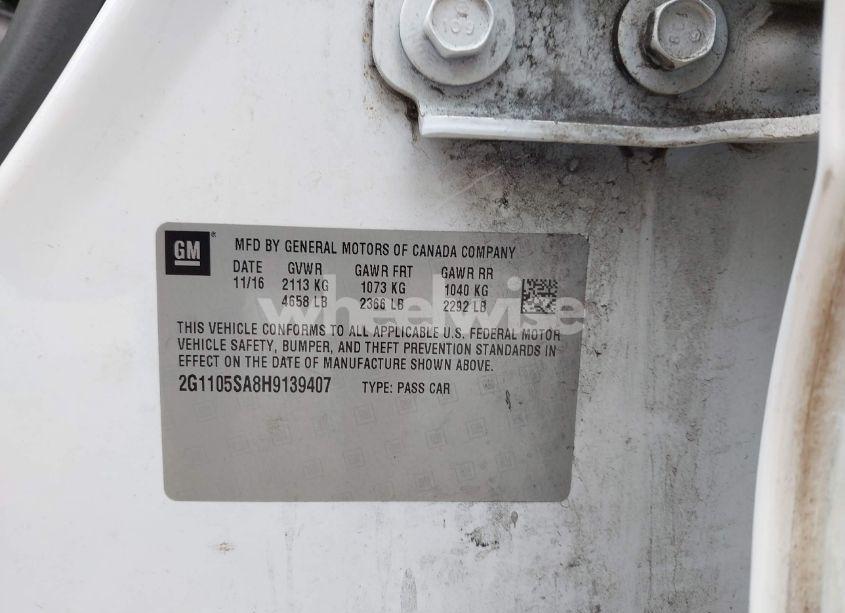 GM
MFD BY GENERAL MOTORS OF CANADA COMPANY
DATE GVWR GAWR FRT GAWR RR
11/16 2113 KG 1073 KG 1040 KG
4658 LB 2366 LB 2292 LB
wheelwise
THIS VEHICLE CONFORMS TO ALL APPLICABLE U.S. FEDERAL MOTOR
VEHICLE SAFETY, BUMPER, AND THEFT PREVENTION STANDARDS IN
EFFECT ON THE DATE OF MANUFACTURE SHOWN ABOVE.
2G1105SA8H9139407 TYPE: PASS CAR